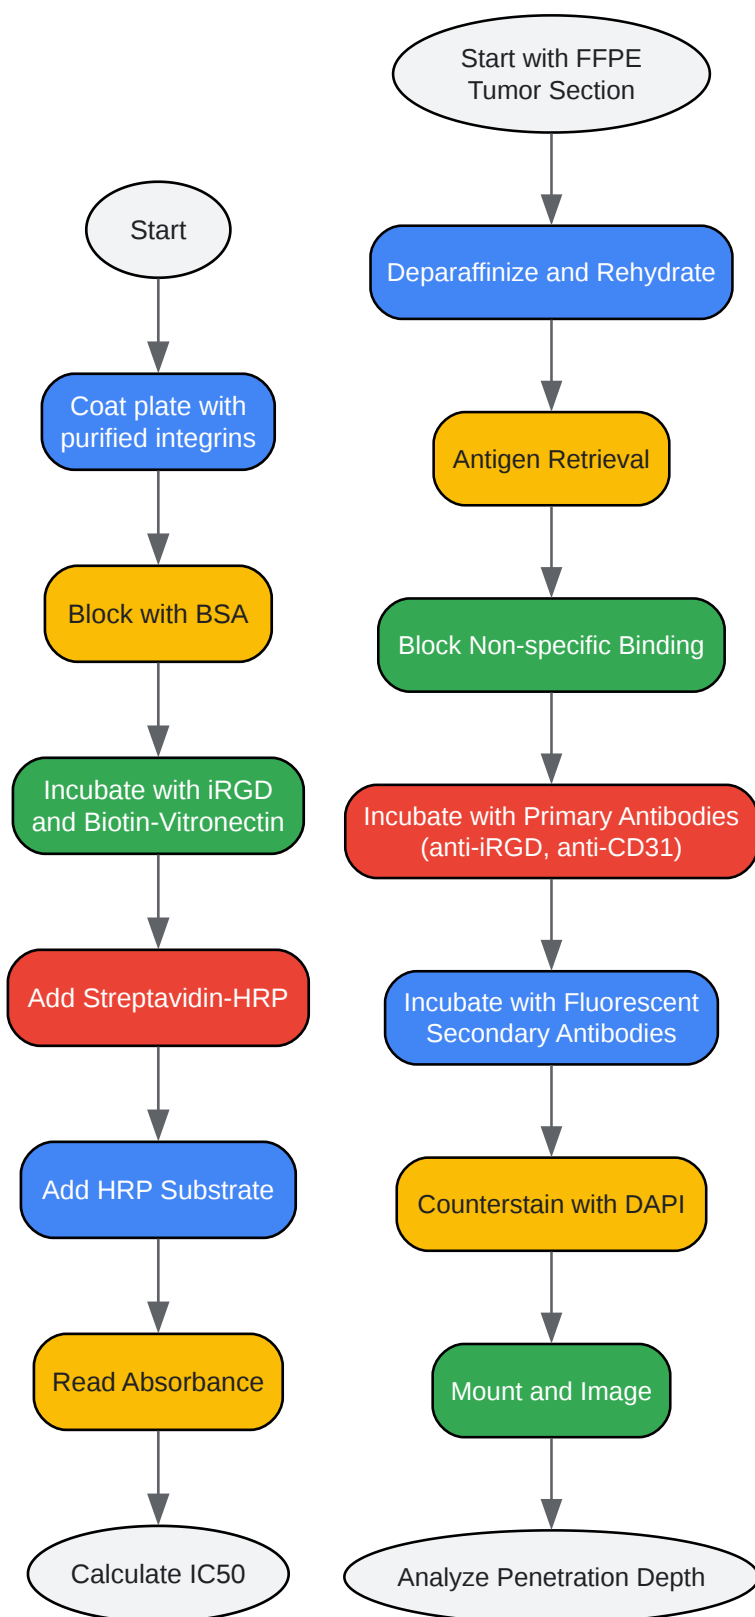 Start
Coat plate with
purified integrins
Block with BSA
Incubate with iRGD
and Biotin-Vitronectin
Add Streptavidin-HRP
Add HRP Substrate
Read Absorbance
Calculate IC50
Start with FFPE
Tumor Section
Deparaffinize and Rehydrate
Antigen Retrieval
Block Non-specific Binding
Incubate with Primary Antibodies
(anti-iRGD, anti-CD31)
Incubate with Fluorescent
Secondary Antibodies
Counterstain with DAPI
Mount and Image
Analyze Penetration Depth